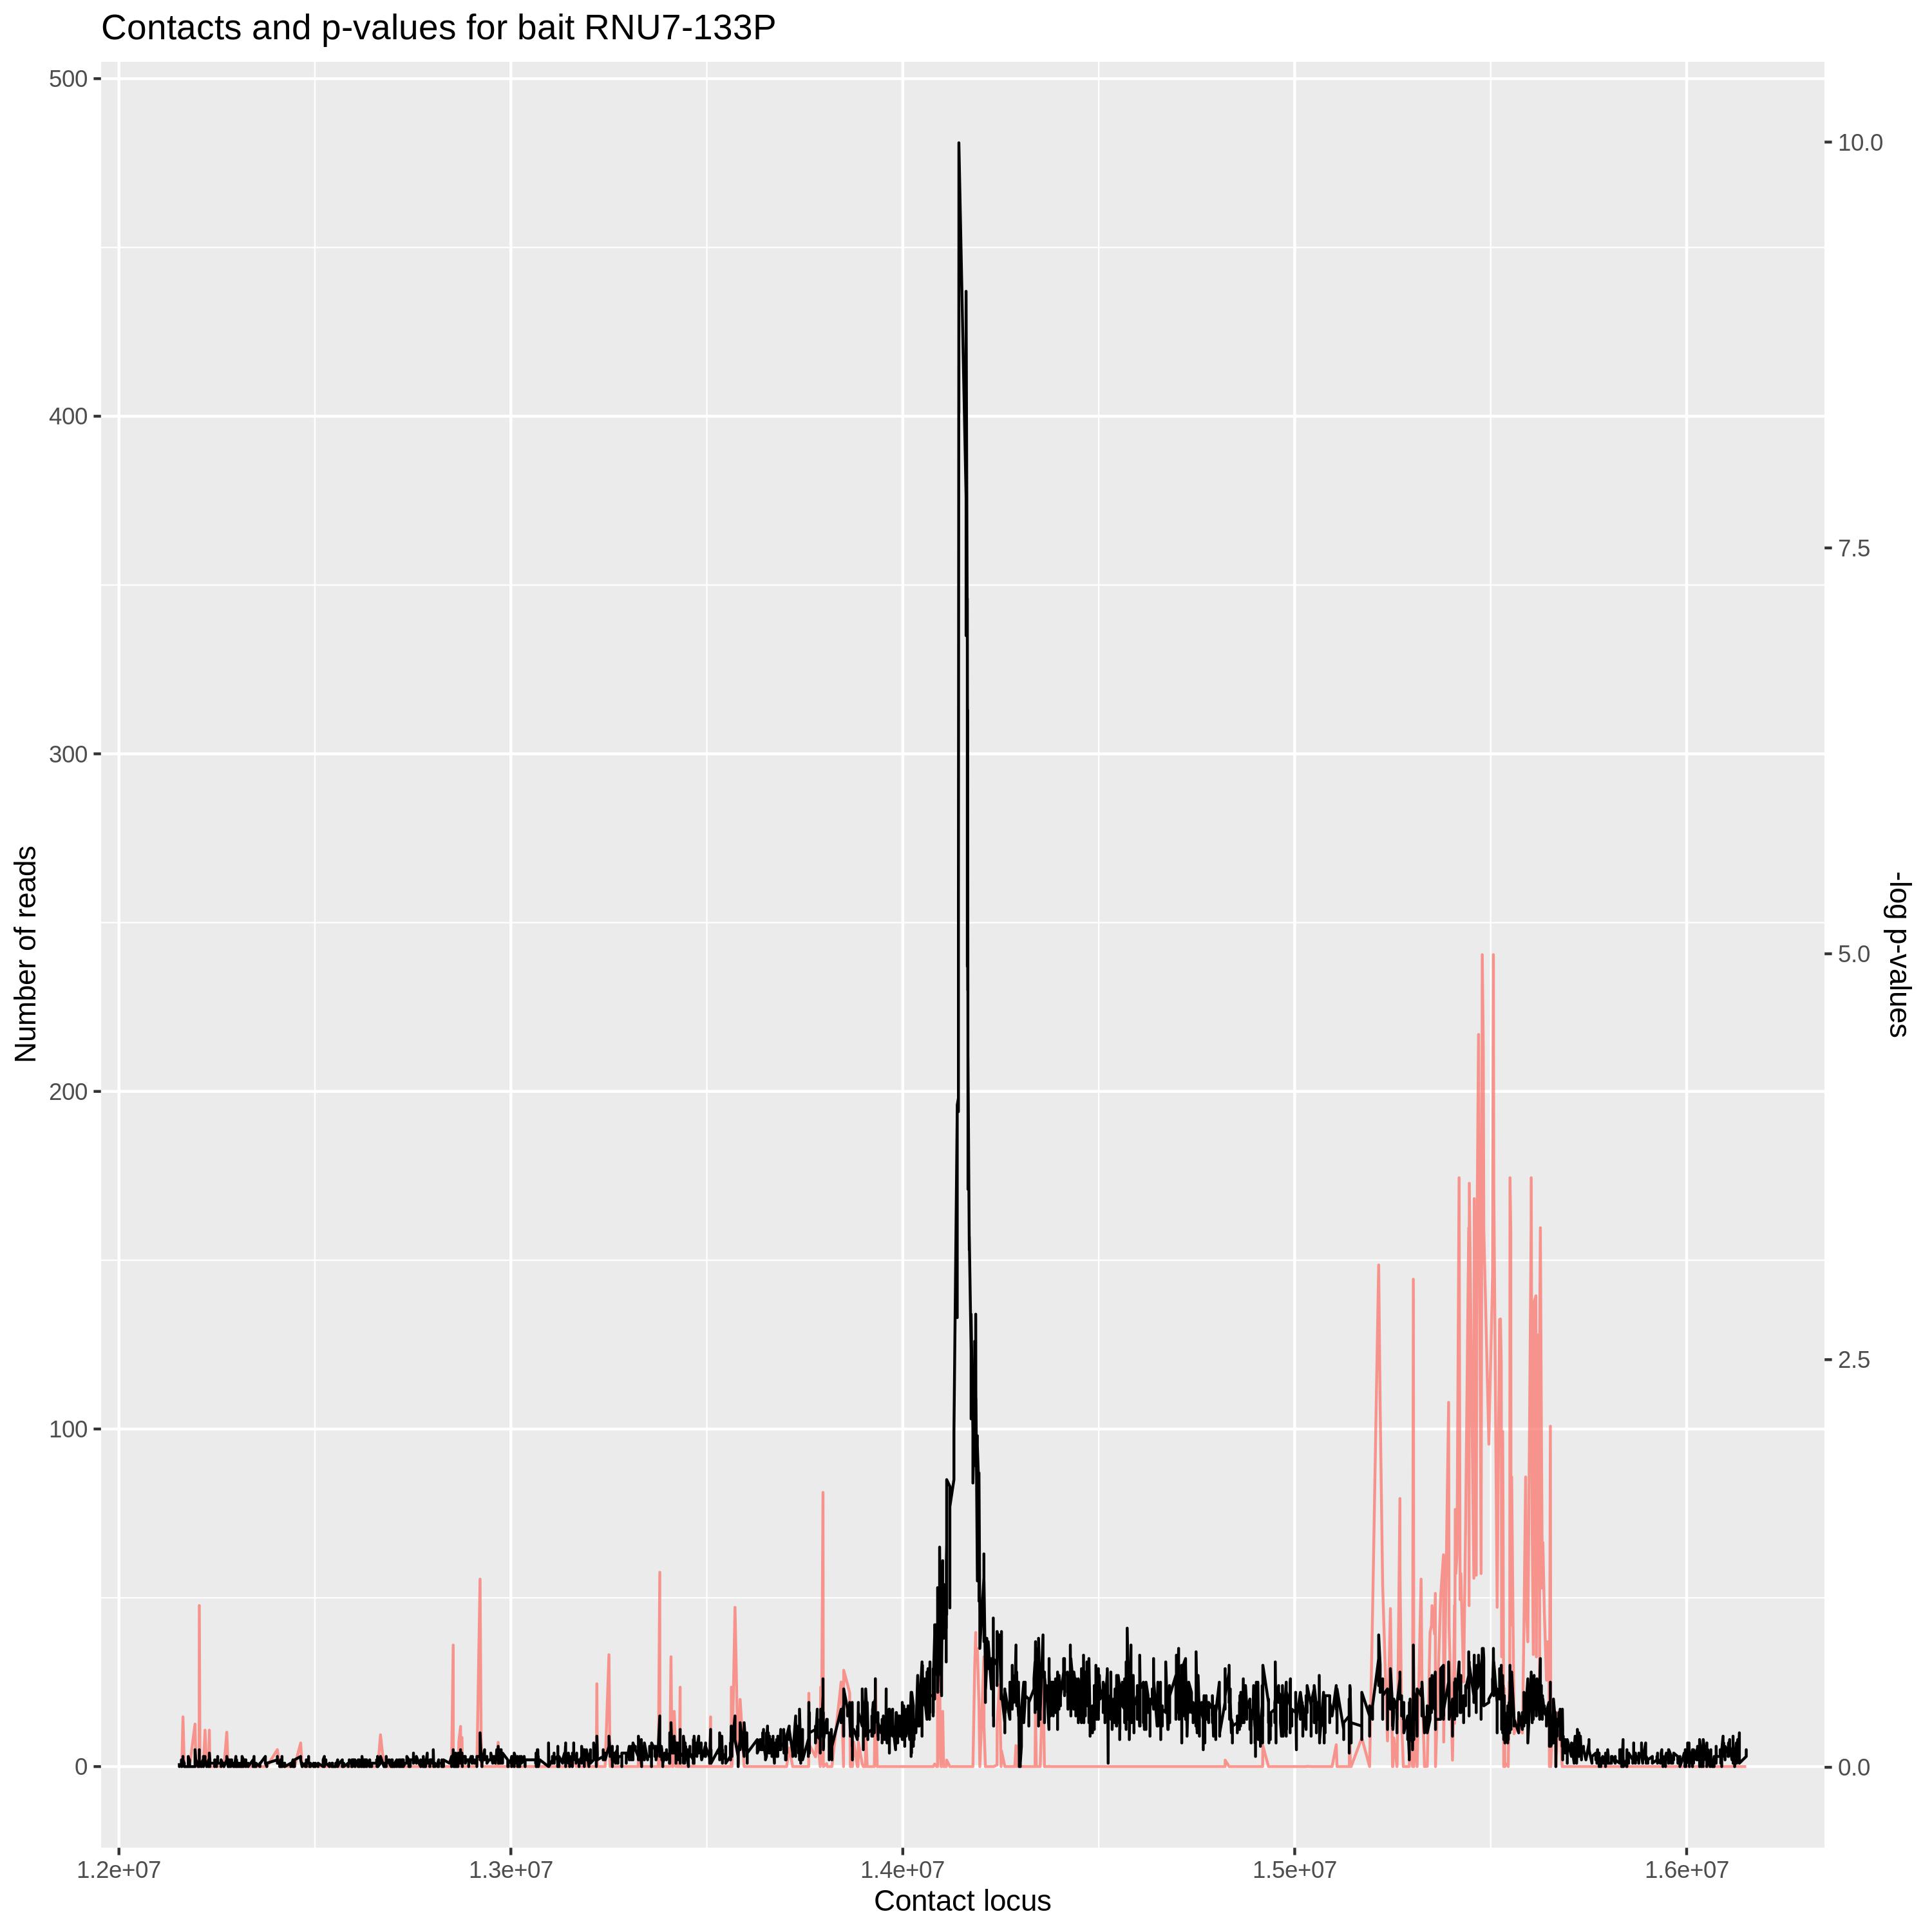 Contacts and p-values for bait RNU7-133P
500
400
300
200
100
0
Number of reads
10.0
7.5
5.0
2.5
0.0
-log p-values
1.2e+07
1.3e+07
1.4e+07
1.5e+07
1.6e+07
Contact locus